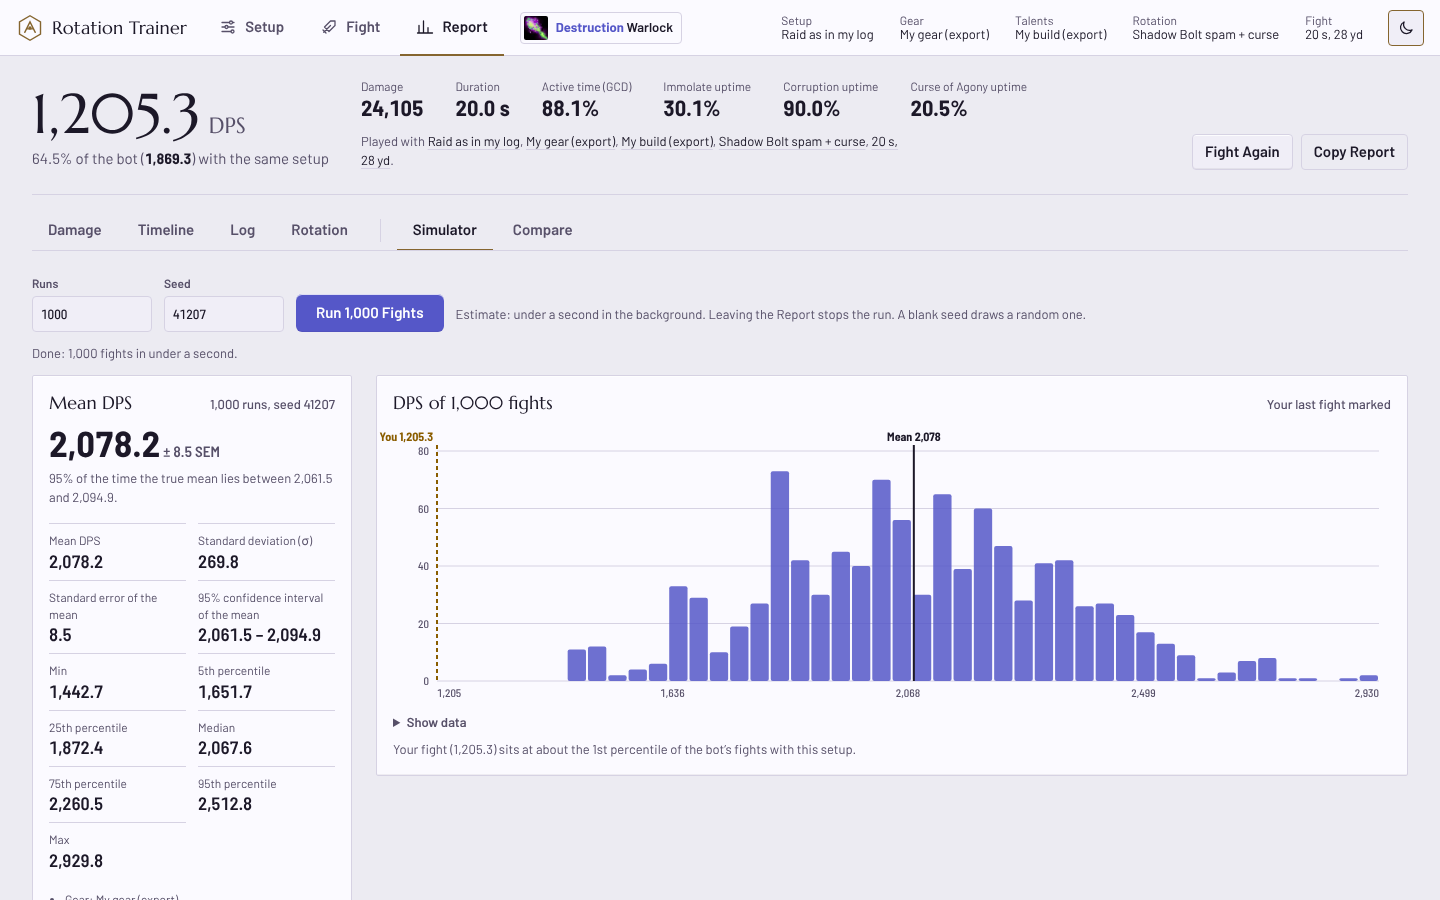 Rotation Trainer
Setup
Fight
Report
Destruction Warlock
Setup
Raid as in my log
Gear
My gear (export)
Talents
My build (export)
Rotation
Shadow Bolt spam + curse
Fight
20 s, 28 yd
1,205.3 DPS
64.5% of the bot (1,869.3) with the same setup
Damage
24,105
Duration
20.0 s
Active time (GCD)
88.1%
Immolate uptime
30.1%
Corruption uptime
90.0%
Curse of Agony uptime
20.5%
Played with Raid as in my log, My gear (export), My build (export), Shadow Bolt spam + curse, 20 s,
28 yd.
Fight Again
Copy Report
Damage
Timeline
Log
Rotation
Simulator
Compare
Runs
1000
Seed
41207
Run 1,000 Fights
Estimate: under a second in the background. Leaving the Report stops the run. A blank seed draws a random one.
Done: 1,000 fights in under a second.
Mean DPS
1,000 runs, seed 41207
2,078.2 ± 8.5 SEM
95% of the time the true mean lies between 2,061.5
and 2,094.9.
Mean DPS
2,078.2
Standard deviation (σ)
269.8
Standard error of the
mean
8.5
95% confidence interval
of the mean
2,061.5 – 2,094.9
Min
1,442.7
5th percentile
1,651.7
25th percentile
1,872.4
Median
2,067.6
75th percentile
2,260.5
95th percentile
2,512.8
Max
2,929.8
Gear: My gear (export)
DPS of 1,000 fights
Your last fight marked
You 1,205.3
Mean 2,078
80
60
40
20
0
1,205
1,636
2,068
2,499
2,930
Show data
Your fight (1,205.3) sits at about the 1st percentile of the bot's fights with this setup.